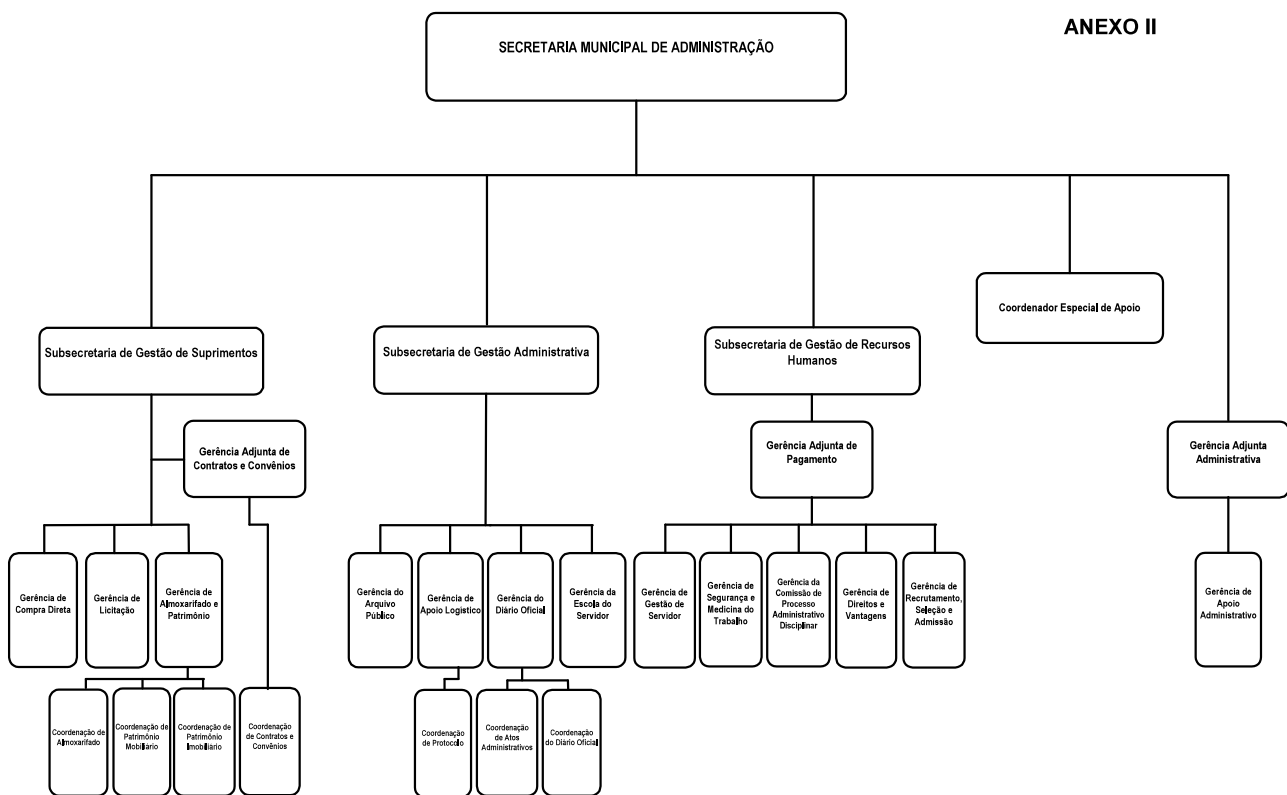 ANEXO II
SECRETARIA MUNICIPAL DE ADMINISTRAÇÃO
Coordenador Especial de Apoio
Subsecretaria de Gestão de Suprimentos
Subsecretaria de Gestão Administrativa
Subsecretaria de Gestão de Recursos
Humanos
Gerência Adjunta de
Contratos e Convênios
Gerência Adjunta de
Pagamento
Gerência Adjunta
Administrativa
Gerência de
Compra Direta
Gerência de
Licitação
Gerência de
Almoxarifado e
Patrimônio
Gerência do
Arquivo
Público
Gerência de
Apoio Logístico
Gerência do
Diário Oficial
Gerência da
Escola do
Servidor
Gerência de
Gestão de
Servidor
Gerência de
Segurança e
Medicina do
Trabalho
Gerência da
Comissão de
Processo
Administrativo
Disciplinar
Gerência de
Direitos e
Vantagens
Gerência de
Recrutamento,
Seleção e
Admissão
Gerência de
Apoio
Administrativo
Coordenação de
Almoxarifado
Coordenação de
Patrimônio
Mobiliário
Coordenação de
Patrimônio
Imobiliário
Coordenação
de Contratos e
Convênios
Coordenação
de Protocolo
Coordenação
de Atos
Administrativos
Coordenação
do Diário Oficial